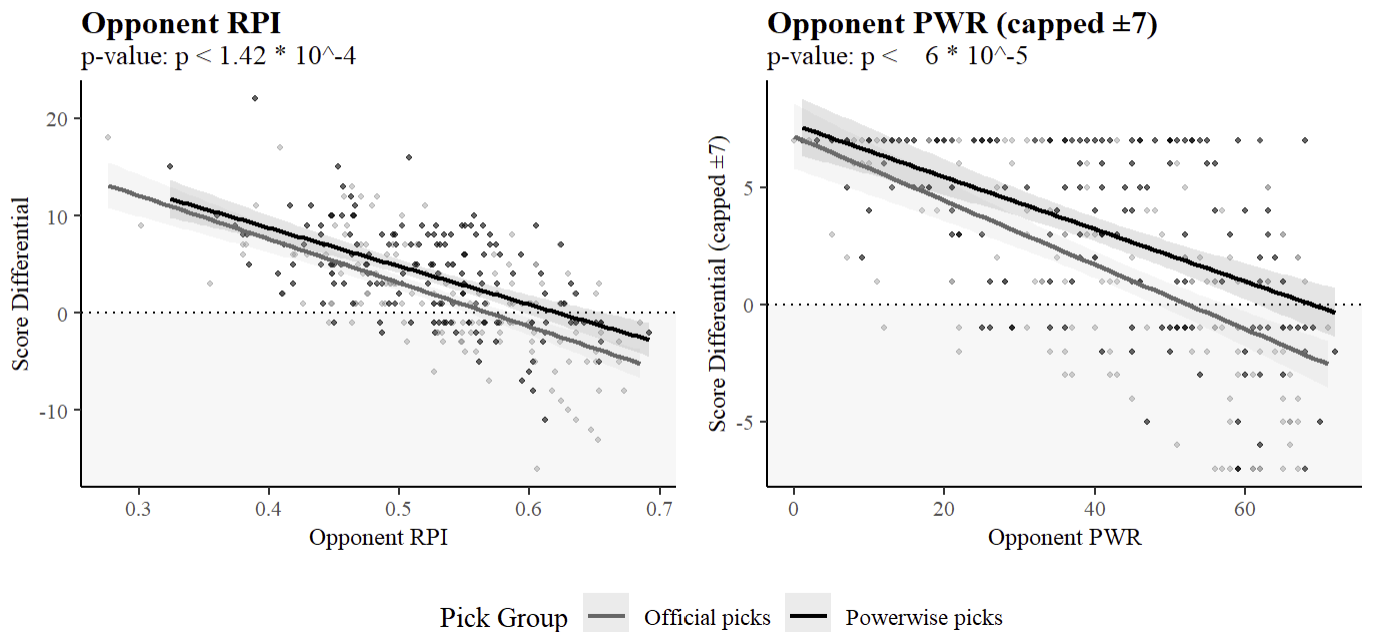 Opponent RPI
p-value: p < 1.42 * 10^-4
20
10
0
-10
Score Differential
0.3 0.4 0.5 0.6 0.7
Opponent RPI
Opponent PWR (capped ±7)
p-value: p < 6 * 10^-5
5
0
-5
Score Differential (capped ±7)
0 20 40 60
Opponent PWR
Pick Group Official picks Powerwise picks